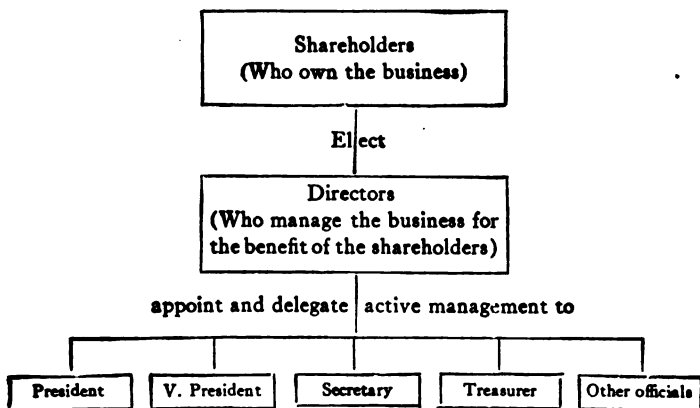 Shareholders
(Who own the business)
Elect
Directors
(Who manage the business for
the benefit of the shareholders)
appoint and delegate active management to
President V. President Secretary Treasurer Other officials